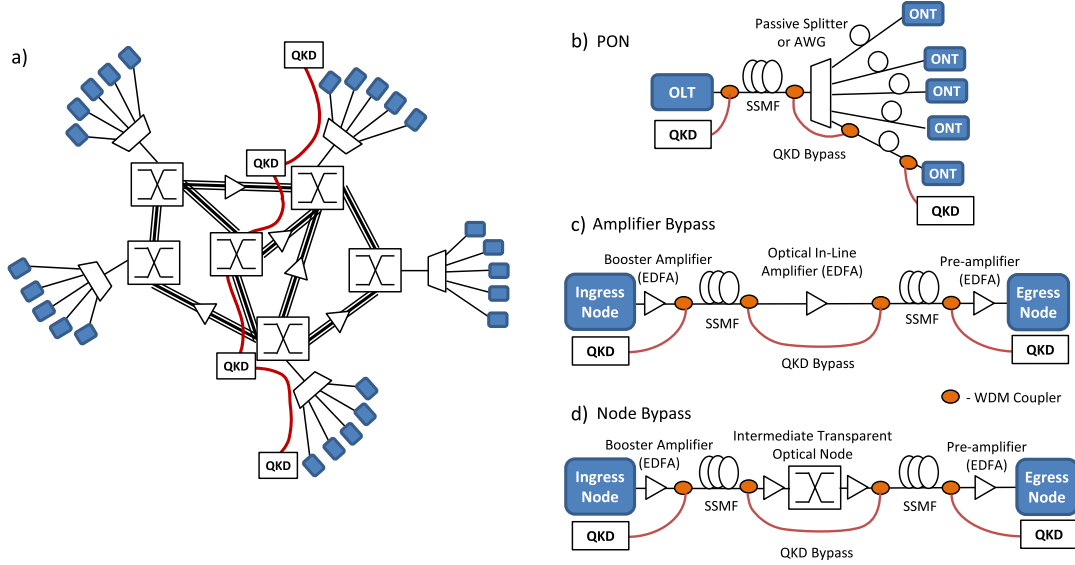 a)
QKD
QKD
QKD
QKD
b) PON
Passive Splitter
or AWG
OLT
SSMF
QKD
QKD Bypass
ONT
ONT
ONT
ONT
ONT
QKD
c) Amplifier Bypass
Booster Amplifier
(EDFA)
Optical In-Line
Amplifier (EDFA)
Pre-amplifier
(EDFA)
Ingress
Node
SSMF
SSMF
Egress
Node
QKD
QKD Bypass
QKD
- WDM Coupler
d) Node Bypass
Booster Amplifier
(EDFA)
Intermediate Transparent
Optical Node
Pre-amplifier
(EDFA)
Ingress
Node
SSMF
SSMF
Egress
Node
QKD
QKD Bypass
QKD